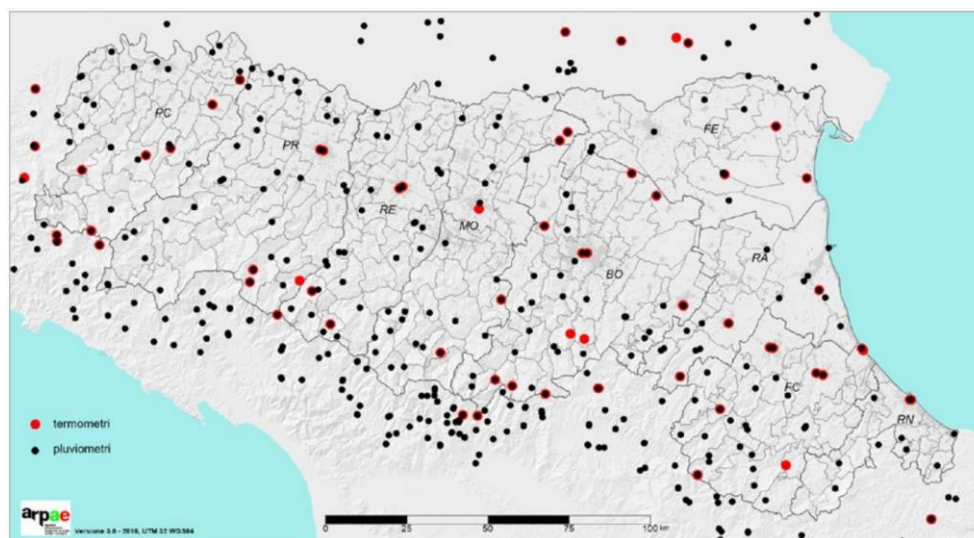 PC
PR
FE
RE
MO
BO
RA
FC
RN
termometri
pluviometri
arpae
0 25 50 75 100 km